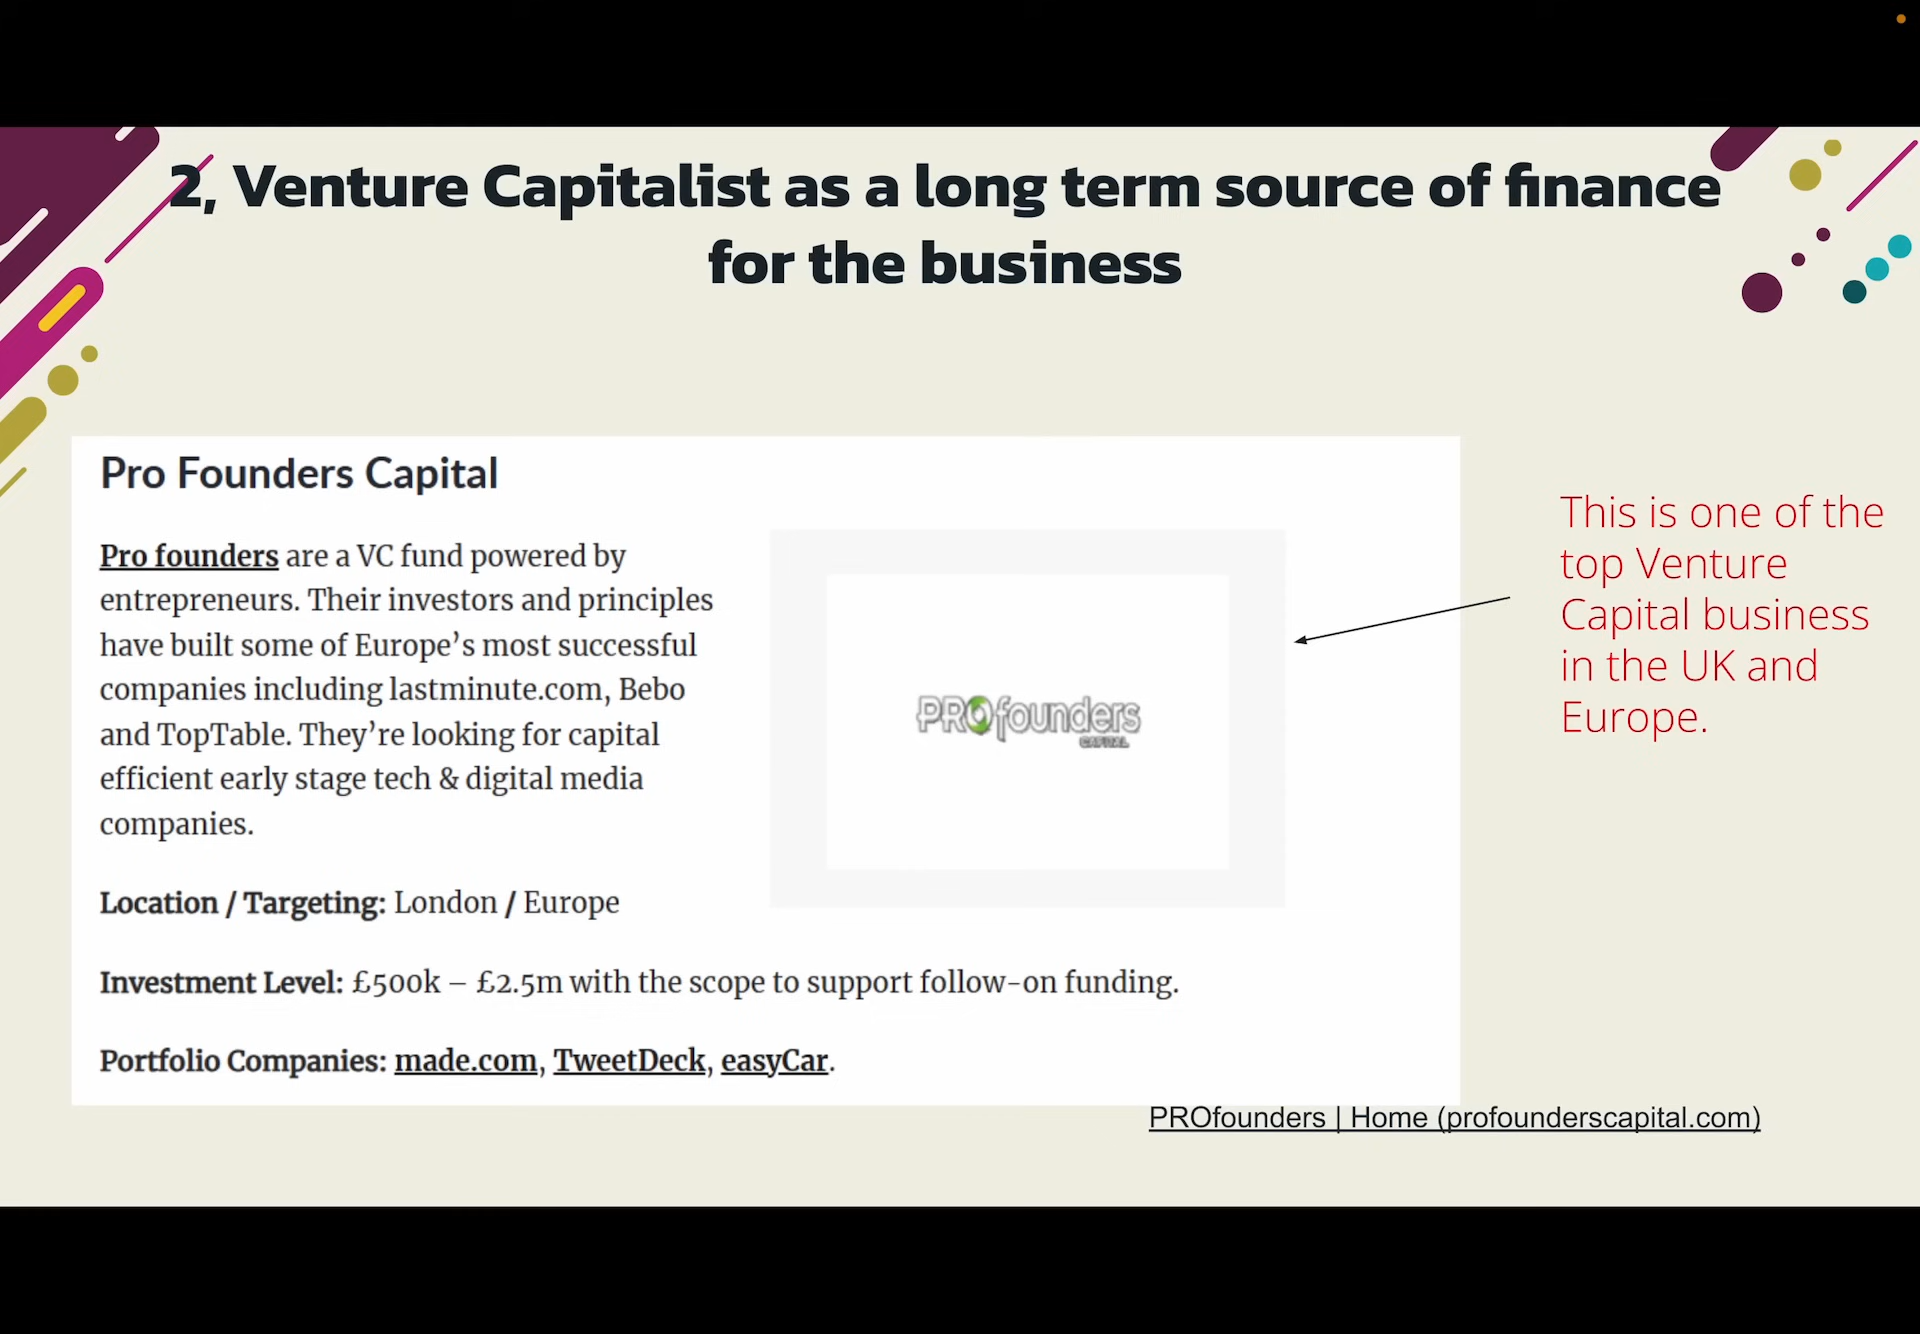 2, Venture Capitalist as a long term source of finance
for the business
Pro Founders Capital
Pro founders are a VC fund powered by
entrepreneurs. Their investors and principles
have built some of Europe’s most successful
companies including lastminute.com, Bebo
and TopTable. They’re looking for capital
efficient early stage tech & digital media
companies.
PROfounders
CAPITAL
Location / Targeting: London / Europe
Investment Level: £500k – £2.5m with the scope to support follow-on funding.
Portfolio Companies: made.com, TweetDeck, easyCar.
This is one of the
top Venture
Capital business
in the UK and
Europe.
PROfounders | Home (profounderscapital.com)